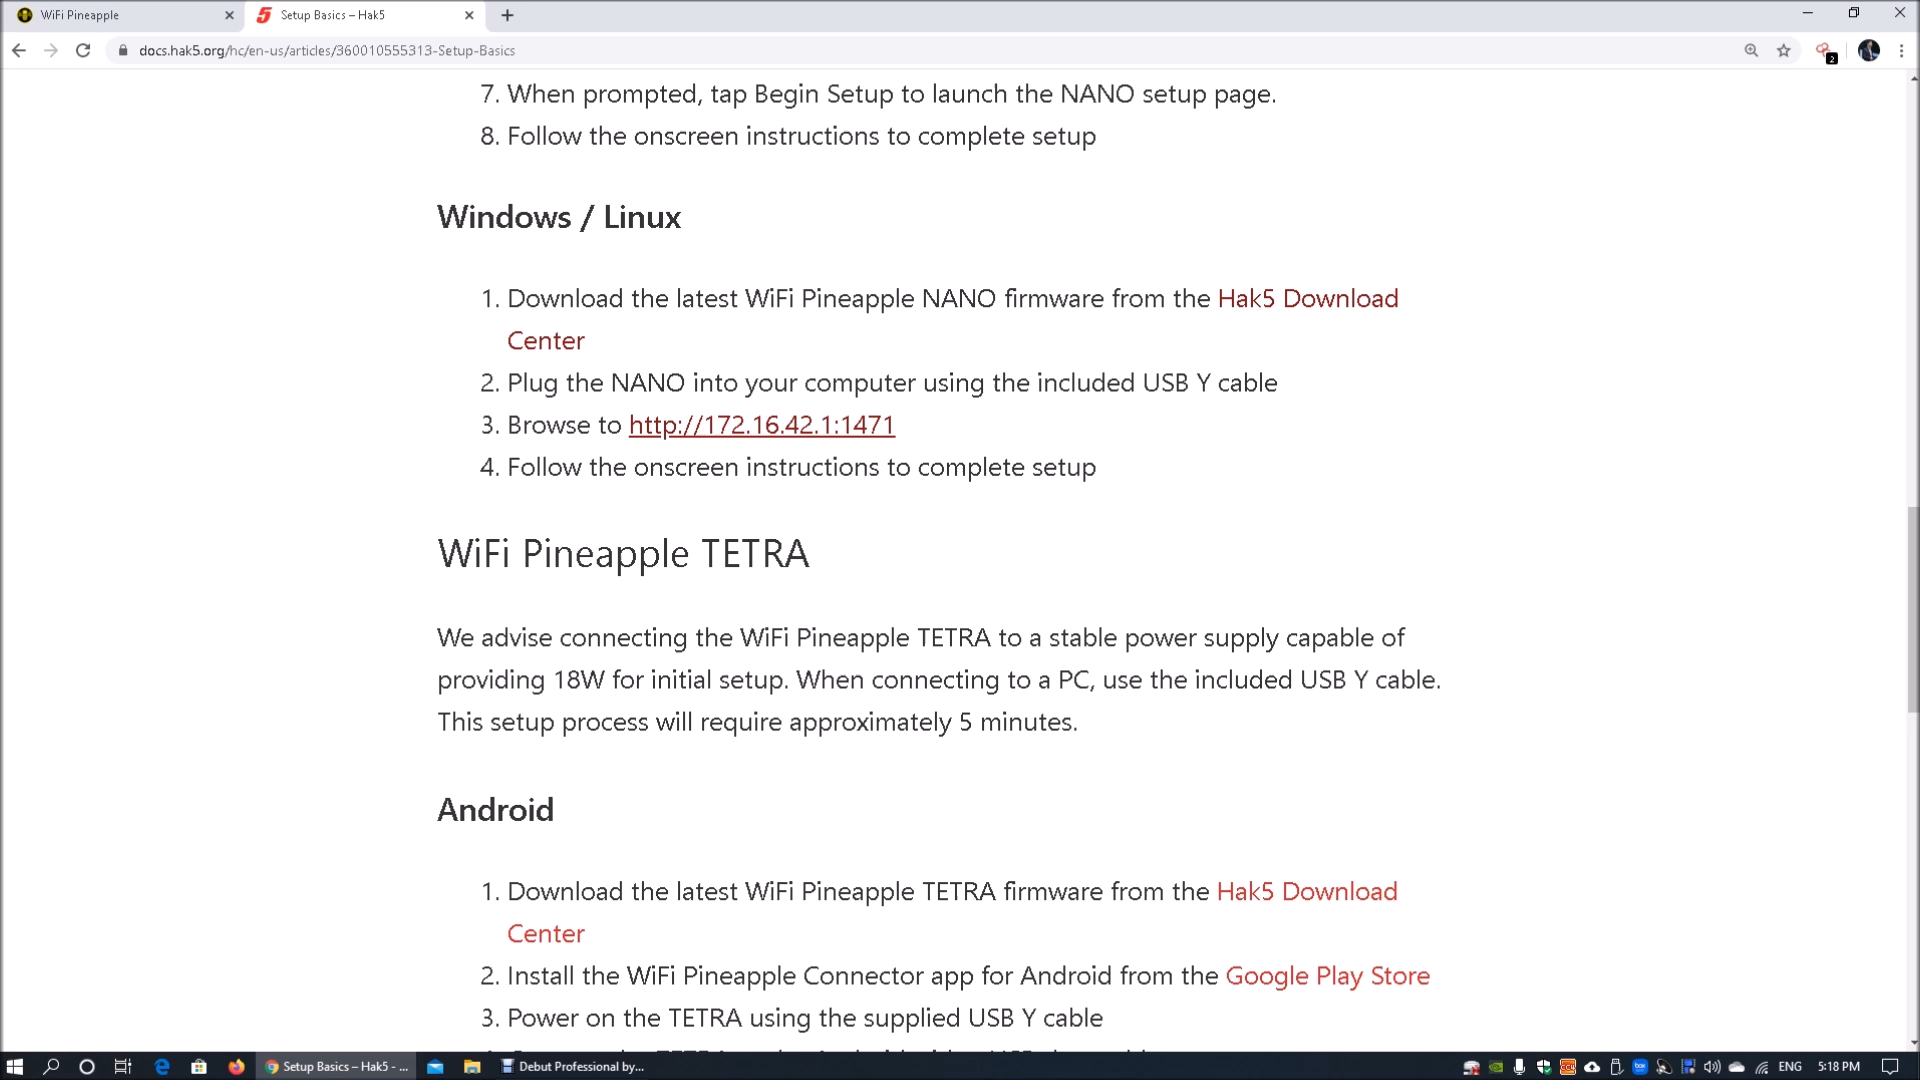 WiFi Pineapple
Setup Basics – Hak5
docs.hak5.org/hc/en-us/articles/360010555313-Setup-Basics
2
7. When prompted, tap Begin Setup to launch the NANO setup page.
8. Follow the onscreen instructions to complete setup
Windows / Linux
1. Download the latest WiFi Pineapple NANO firmware from the Hak5 Download
Center
2. Plug the NANO into your computer using the included USB Y cable
3. Browse to http://172.16.42.1:1471
4. Follow the onscreen instructions to complete setup
WiFi Pineapple TETRA
We advise connecting the WiFi Pineapple TETRA to a stable power supply capable of
providing 18W for initial setup. When connecting to a PC, use the included USB Y cable.
This setup process will require approximately 5 minutes.
Android
1. Download the latest WiFi Pineapple TETRA firmware from the Hak5 Download
Center
2. Install the WiFi Pineapple Connector app for Android from the Google Play Store
3. Power on the TETRA using the supplied USB Y cable
Setup Basics – Hak5 - ...
Debut Professional by...
ENG
5:18 PM